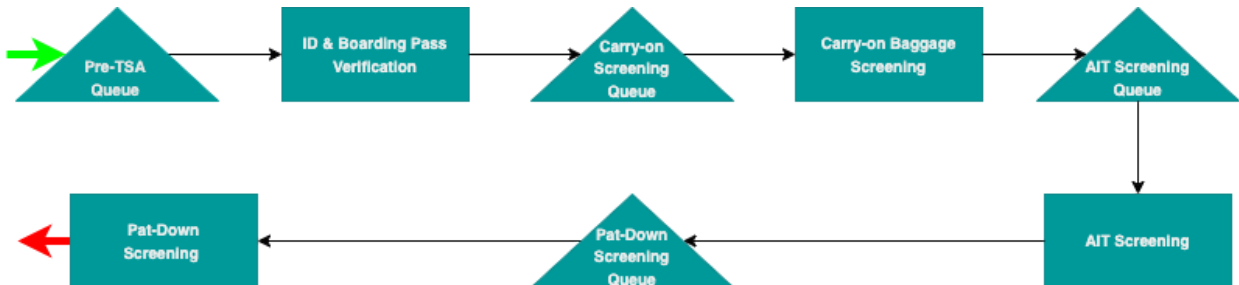 Pre-TSA
Queue
ID & Boarding Pass
Verification
Carry-on
Screening
Queue
Carry-on Baggage
Screening
AIT Screening
Queue
AIT Screening
Pat-Down
Screening
Queue
Pat-Down
Screening